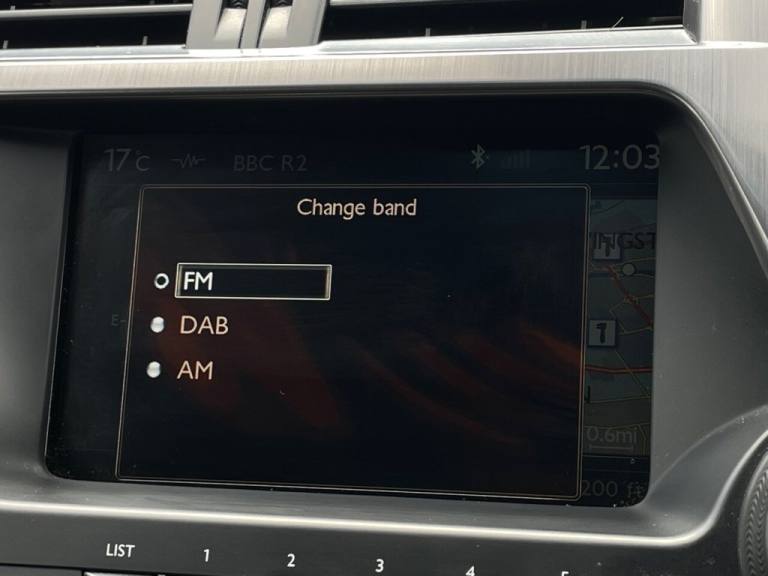 17°C BBC R2 12:03
Change band
FM
DAB
AM
1
0.6mi
200 ft
LIST 1 2 3 4 5